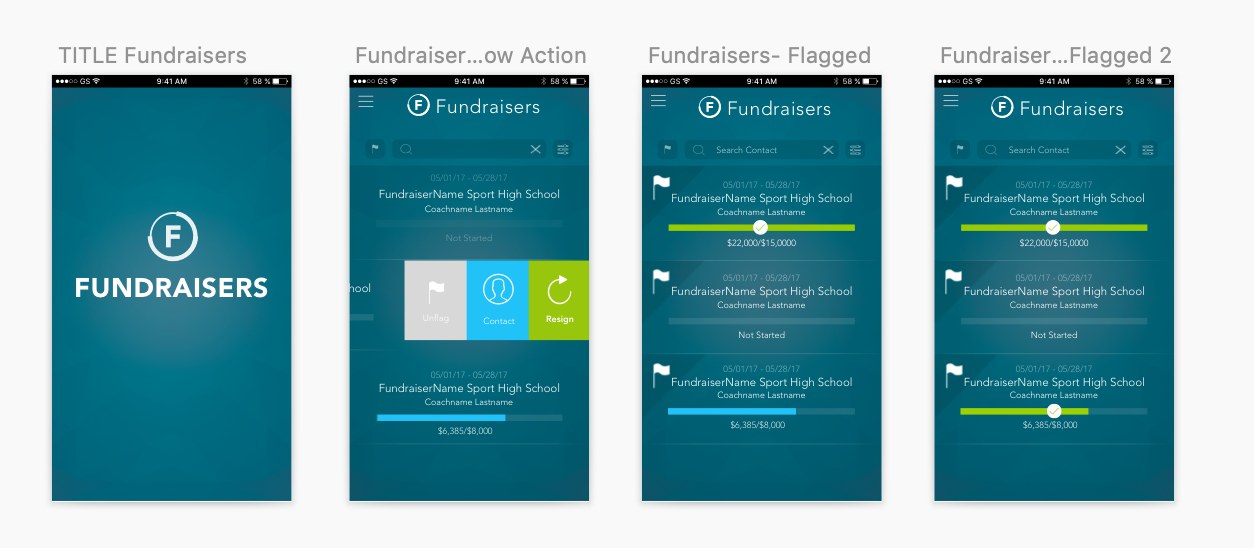 TITLE Fundraisers
GS 9:41 AM 58 %
F
FUNDRAISERS
Fundraiser...ow Action
GS 9:41 AM 58 %
F Fundraisers
05/01/17 - 05/28/17
FundraiserName Sport High School
Coachname Lastname
Not Started
ool
Unflag
Contact
Resign
05/01/17 - 05/28/17
FundraiserName Sport High School
Coachname Lastname
$6,385/$8,000
Fundraisers- Flagged
GS 9:41 AM 58 %
F Fundraisers
Search Contact
05/01/17 - 05/28/17
FundraiserName Sport High School
Coachname Lastname
$22,000/$15,0000
05/01/17 - 05/28/17
FundraiserName Sport High School
Coachname Lastname
Not Started
05/01/17 - 05/28/17
FundraiserName Sport High School
Coachname Lastname
$6,385/$8,000
Fundraiser...Flagged 2
GS 9:41 AM 58 %
F Fundraisers
Search Contact
05/01/17 - 05/28/17
FundraiserName Sport High School
Coachname Lastname
$22,000/$15,0000
05/01/17 - 05/28/17
FundraiserName Sport High School
Coachname Lastname
Not Started
05/01/17 - 05/28/17
FundraiserName Sport High School
Coachname Lastname
$6,385/$8,000